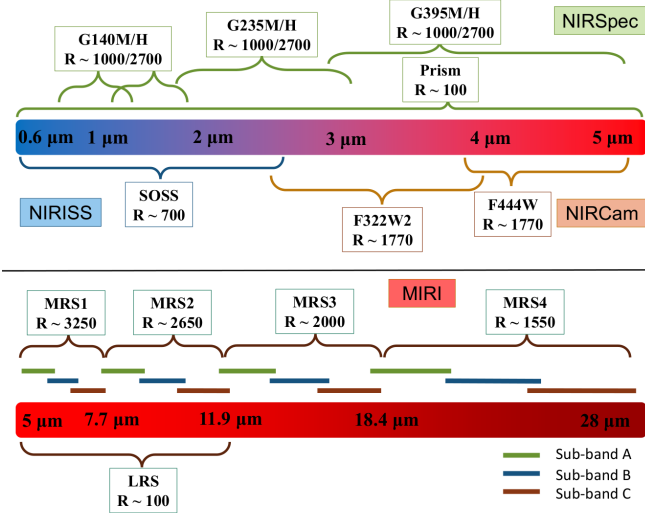 G140M/H
R ~ 1000/2700
G235M/H
R ~ 1000/2700
G395M/H
R ~ 1000/2700
NIRSpec
Prism
R ~ 100
0.6 μm 1 μm 2 μm 3 μm 4 μm 5 μm
NIRISS
SOSS
R ~ 700
F322W2
R ~ 1770
F444W
R ~ 1770
NIRCam
MIRI
MRS1
R ~ 3250
MRS2
R ~ 2650
MRS3
R ~ 2000
MRS4
R ~ 1550
5 μm 7.7 μm 11.9 μm 18.4 μm 28 μm
LRS
R ~ 100
Sub-band A
Sub-band B
Sub-band C